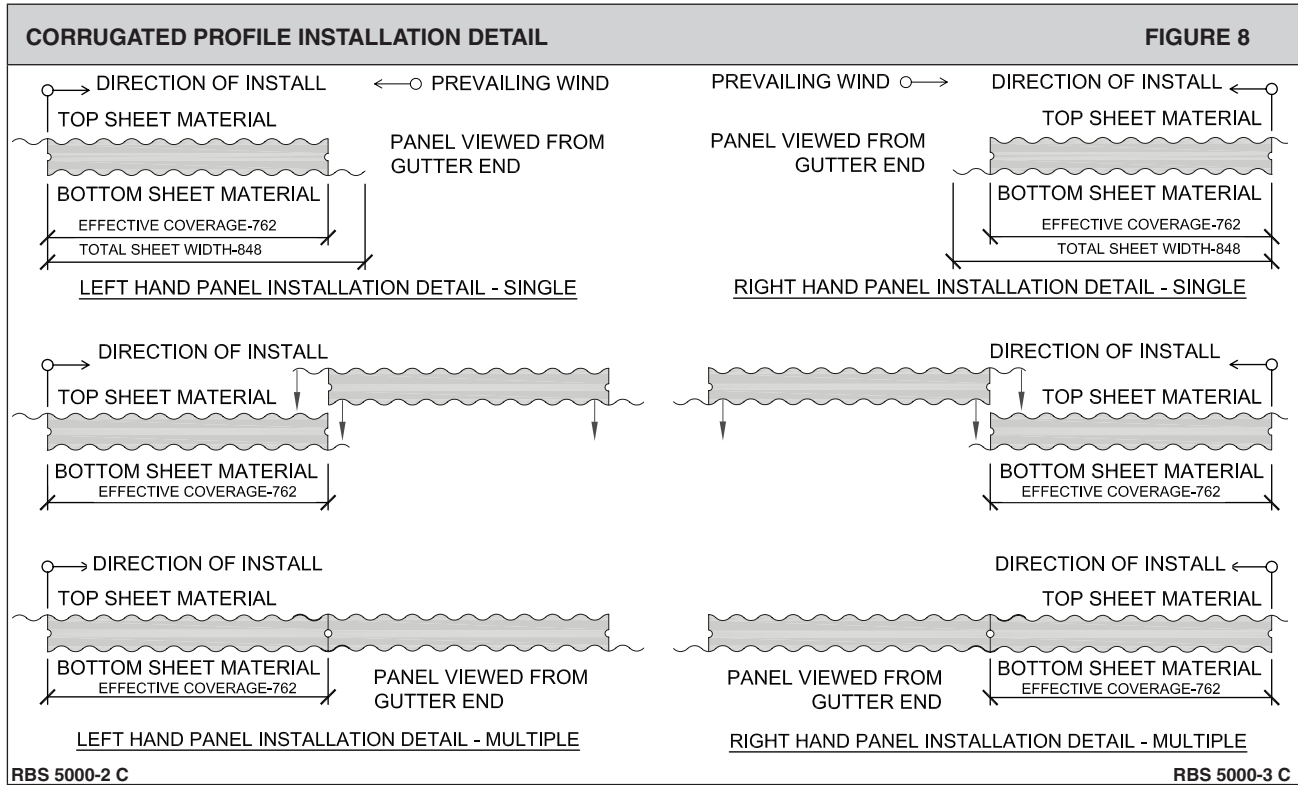 CORRUGATED PROFILE INSTALLATION DETAIL
FIGURE 8
DIRECTION OF INSTALL
PREVAILING WIND
TOP SHEET MATERIAL
PANEL VIEWED FROM
GUTTER END
BOTTOM SHEET MATERIAL
EFFECTIVE COVERAGE-762
TOTAL SHEET WIDTH-848
LEFT HAND PANEL INSTALLATION DETAIL - SINGLE
PREVAILING WIND
DIRECTION OF INSTALL
TOP SHEET MATERIAL
PANEL VIEWED FROM
GUTTER END
BOTTOM SHEET MATERIAL
EFFECTIVE COVERAGE-762
TOTAL SHEET WIDTH-848
RIGHT HAND PANEL INSTALLATION DETAIL - SINGLE
DIRECTION OF INSTALL
TOP SHEET MATERIAL
BOTTOM SHEET MATERIAL
EFFECTIVE COVERAGE-762
DIRECTION OF INSTALL
TOP SHEET MATERIAL
BOTTOM SHEET MATERIAL
EFFECTIVE COVERAGE-762
DIRECTION OF INSTALL
TOP SHEET MATERIAL
BOTTOM SHEET MATERIAL
EFFECTIVE COVERAGE-762
PANEL VIEWED FROM
GUTTER END
LEFT HAND PANEL INSTALLATION DETAIL - MULTIPLE
DIRECTION OF INSTALL
TOP SHEET MATERIAL
PANEL VIEWED FROM
GUTTER END
BOTTOM SHEET MATERIAL
EFFECTIVE COVERAGE-762
RIGHT HAND PANEL INSTALLATION DETAIL - MULTIPLE
RBS 5000-2 C
RBS 5000-3 C